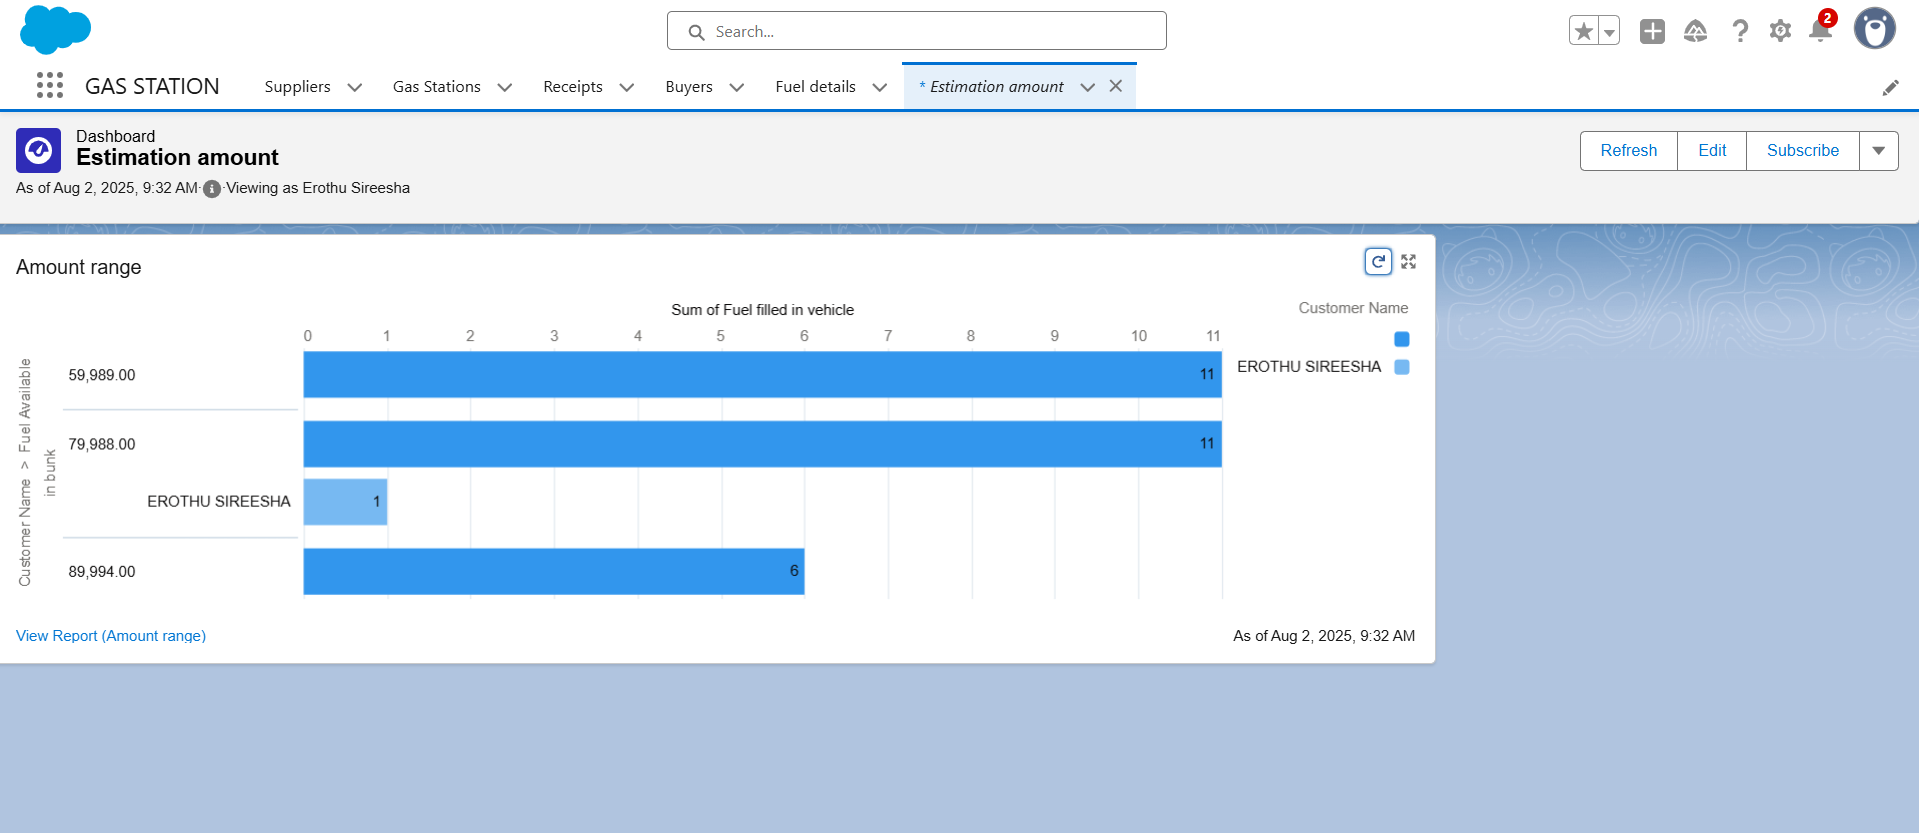 Search...
2
GAS STATION
Suppliers
Gas Stations
Receipts
Buyers
Fuel details
* Estimation amount
Dashboard
Estimation amount
As of Aug 2, 2025, 9:32 AM·Viewing as Erothu Sireesha
Refresh
Edit
Subscribe
Amount range
Sum of Fuel filled in vehicle
0 1 2 3 4 5 6 7 8 9 10 11
Customer Name > Fuel Available
in bunk
59,989.00
11
79,988.00
11
EROTHU SIREESHA
1
89,994.00
6
Customer Name
EROTHU SIREESHA
View Report (Amount range)
As of Aug 2, 2025, 9:32 AM